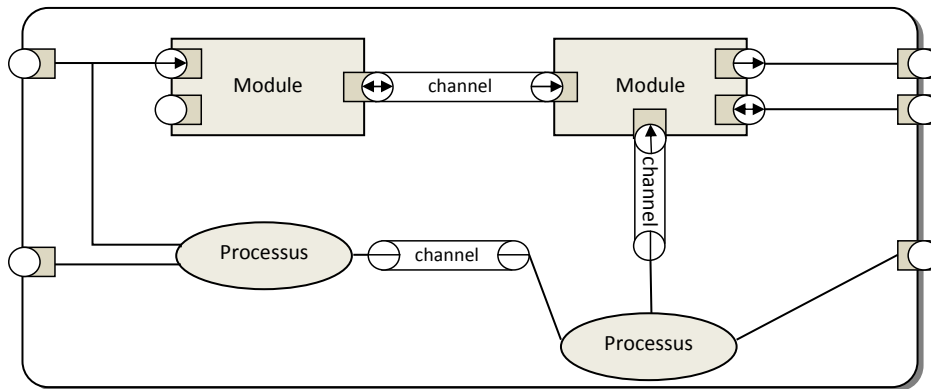 Module
channel
Module
channel
Processus
channel
Processus